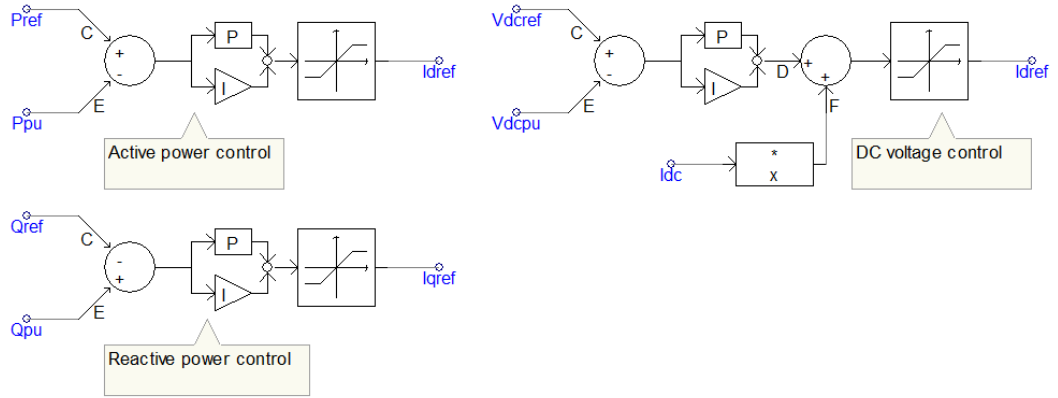 Pref
C
+
-
E
Ppu
P
I
Idref
Active power control
Vdcref
C
+
-
E
Vdcpu
P
I
D
+
+
F
Idref
Idc
*
x
DC voltage control
Qref
C
-
+
E
Qpu
P
I
Iqref
Reactive power control